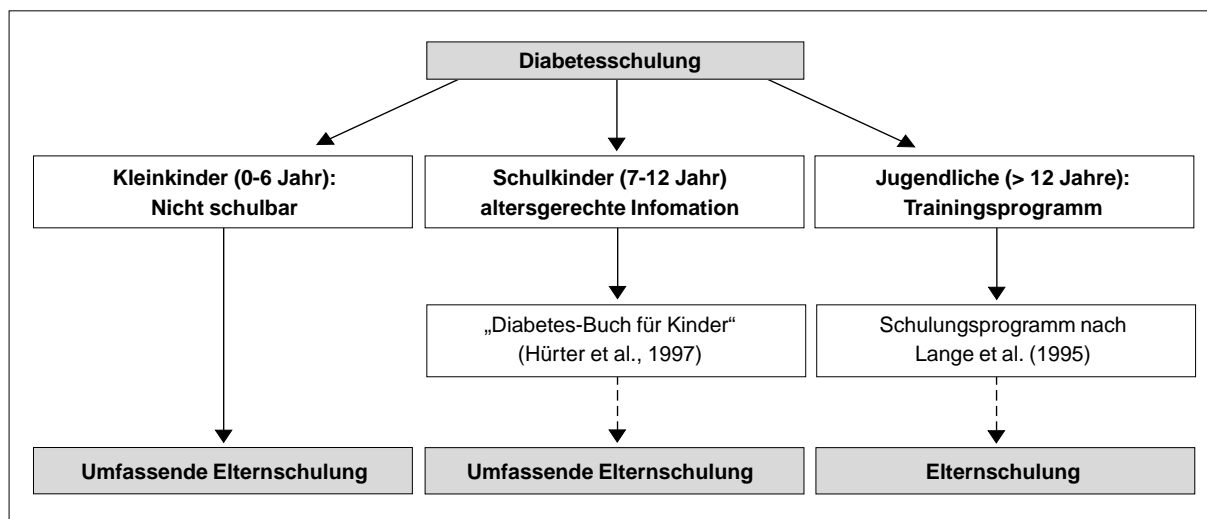 Diabetesschulung
Kleinkinder (0-6 Jahr):
Nicht schulbar
Schulkinder (7-12 Jahr)
altersgerechte Infomation
Jugendliche (> 12 Jahre):
Trainingsprogramm
„Diabetes-Buch für Kinder“
(Hürter et al., 1997)
Schulungsprogramm nach
Lange et al. (1995)
Umfassende Elternschulung
Umfassende Elternschulung
Elternschulung